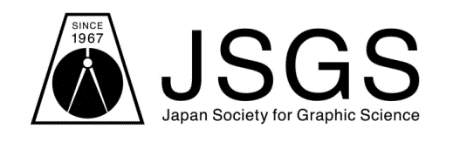 SINCE
1967
JSGS
Japan Society for Graphic Science